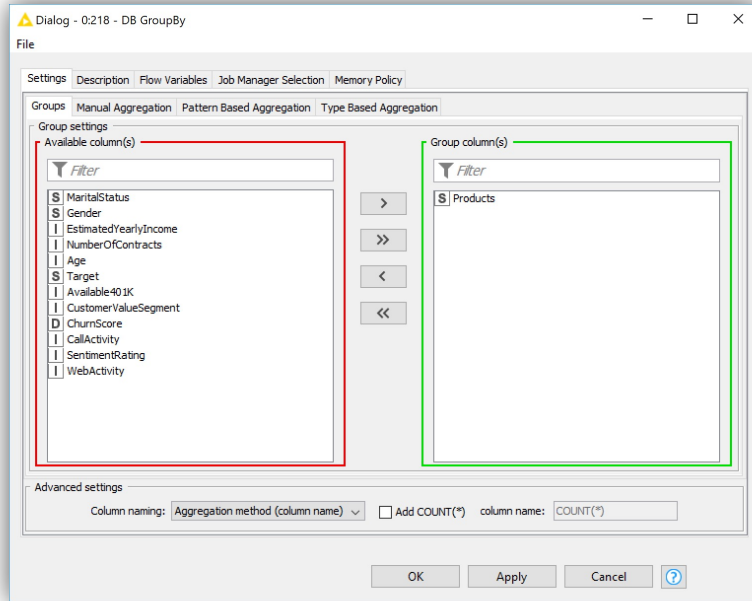 Dialog - 0:218 - DB GroupBy
File
Settings Description Flow Variables Job Manager Selection Memory Policy
Groups Manual Aggregation Pattern Based Aggregation Type Based Aggregation
Group settings
Available column(s)
Group column(s)
Filter
Filter
S MaritalStatus
S Gender
I EstimatedYearlyIncome
I NumberOfContracts
I Age
S Target
I Available401K
I CustomerValueSegment
D ChurnScore
I CallActivity
I SentimentRating
I WebActivity
>
>>
<
<<
S Products
Advanced settings
Column naming: Aggregation method (column name) Add COUNT(*) column name: COUNT(*)
OK Apply Cancel ?